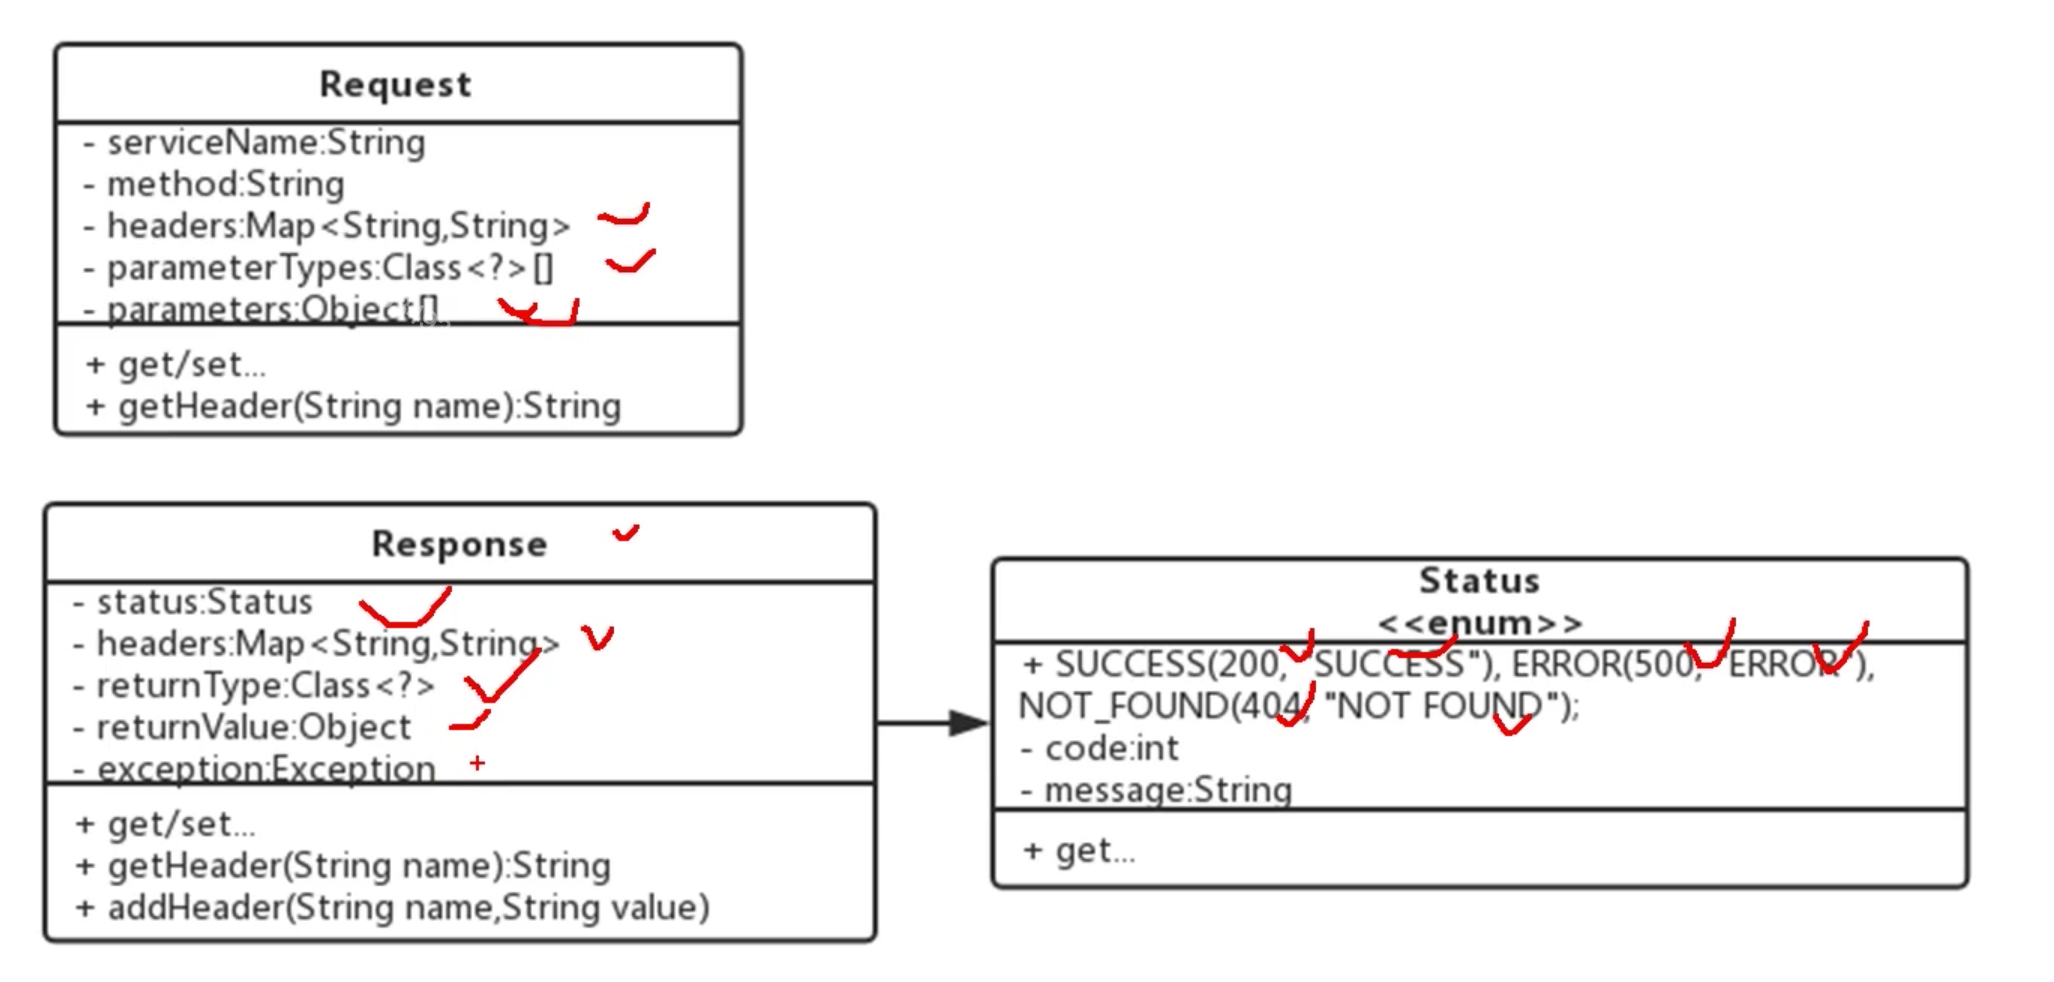 Request
- serviceName:String
- method:String
- headers:Map<String,String>
- parameterTypes:Class<?>[]
- parameters:Object[]
+ get/set...
+ getHeader(String name):String
Response
- status:Status
- headers:Map<String,String>
- returnType:Class<?>
- returnValue:Object
- exception:Exception
+ get/set...
+ getHeader(String name):String
+ addHeader(String name,String value)
Status
<<enum>>
+ SUCCESS(200, "SUCCESS"), ERROR(500, "ERROR"),
NOT_FOUND(404, "NOT FOUND");
- code:int
- message:String
+ get...